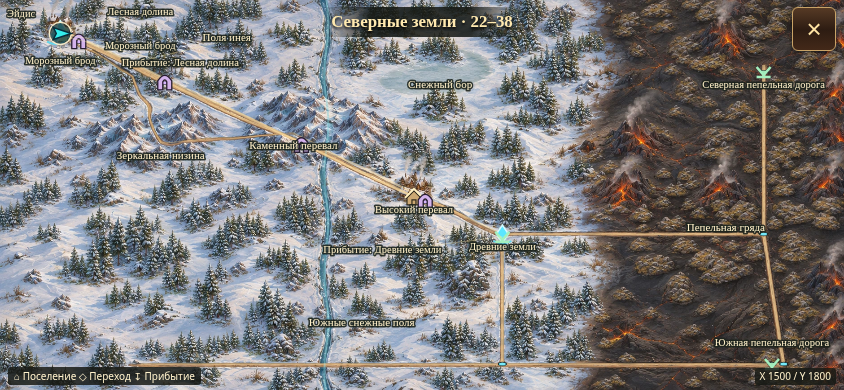 Северные земли · 22–38
×
Эйдис
Лесная долина
Поля инея
Морозный брод
Морозный брод
Прибытие: Лесная долина
Снежный бор
Северная пепельная дорога
Каменный перевал
Зеркальная низина
Высокий перевал
Пепельная гряда
Прибытие: Древние земли
Древние земли
Южные снежные поля
Южная пепельная дорога
⌂ Поселение ◇ Переход ↧ Прибытие
X 1500 / Y 1800